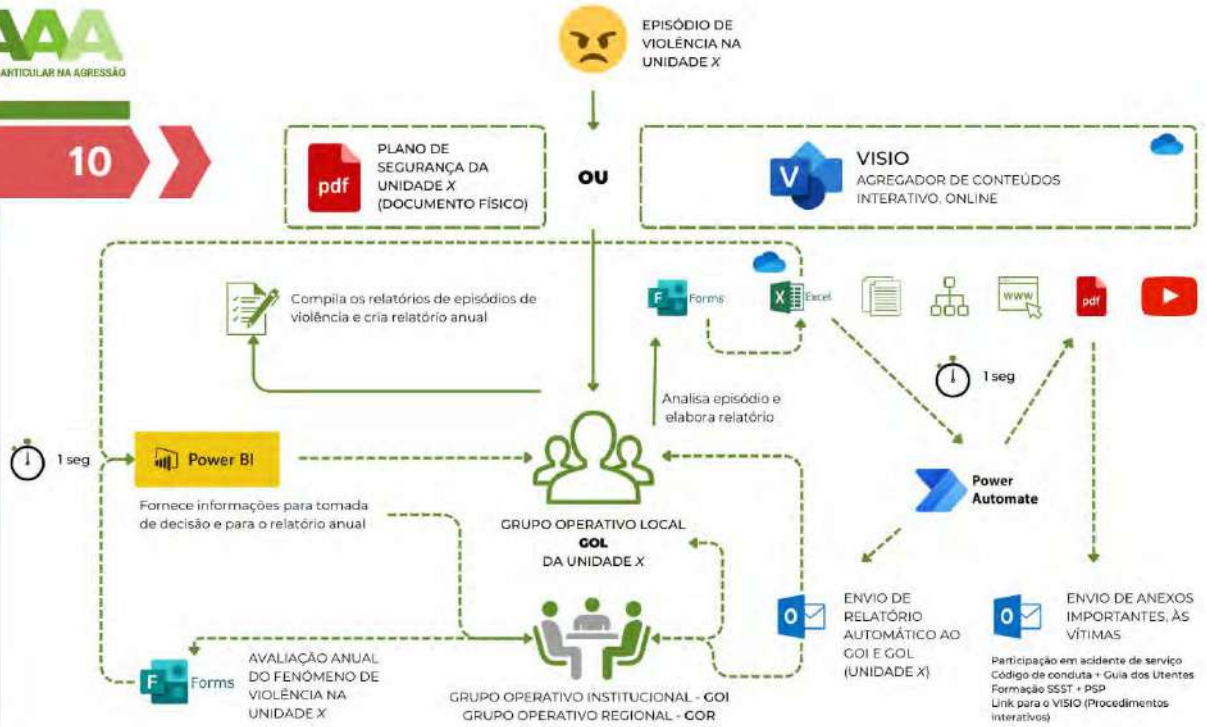 ARTICULAR NA AGRESSÃO
10
EPISÓDIO DE
VIOLÊNCIA NA
UNIDADE X
pdf
PLANO DE
SEGURANÇA DA
UNIDADE X
(DOCUMENTO FÍSICO)
OU
V
VISIO
AGREGADOR DE CONTEÚDOS
INTERATIVO, ONLINE
Compila os relatórios de episódios de
violência e cria relatório anual
F Forms
X Excel
www
pdf
1 seg
Analisa episódio e
elabora relatório
1 seg
Power BI
Fornece informações para tomada
de decisão e para o relatório anual
Power
Automate
GRUPO OPERATIVO LOCAL
GOL
DA UNIDADE X
F Forms
AVALIAÇÃO ANUAL
DO FENÓMENO DE
VIOLÊNCIA NA
UNIDADE X
GRUPO OPERATIVO INSTITUCIONAL - GOI
GRUPO OPERATIVO REGIONAL - GOR
O
ENVIO DE
RELATÓRIO
AUTOMÁTICO AO
GOI E GOL
(UNIDADE X)
O
ENVIO DE ANEXOS
IMPORTANTES, ÀS
VÍTIMAS
Participação em acidente de serviço
Código de conduta + Guia dos Utentes
Formação SSST + PSP
Link para o VISIO (Procedimentos
interativos)